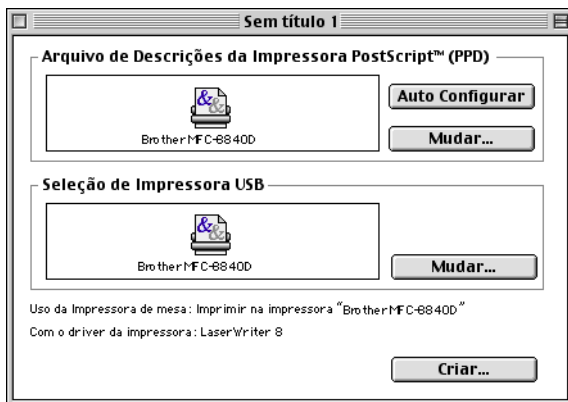 Sem título 1
Arquivo de Descrições da Impressora PostScript™ (PPD)
Brother MFC-8840D
Auto Configurar
Mudar...
Seleção de Impressora USB
Brother MFC-8840D
Mudar...
Uso da Impressora de mesa: Imprimir na impressora “Brother MFC-8840D”
Com o driver da impressora: LaserWriter 8
Criar...